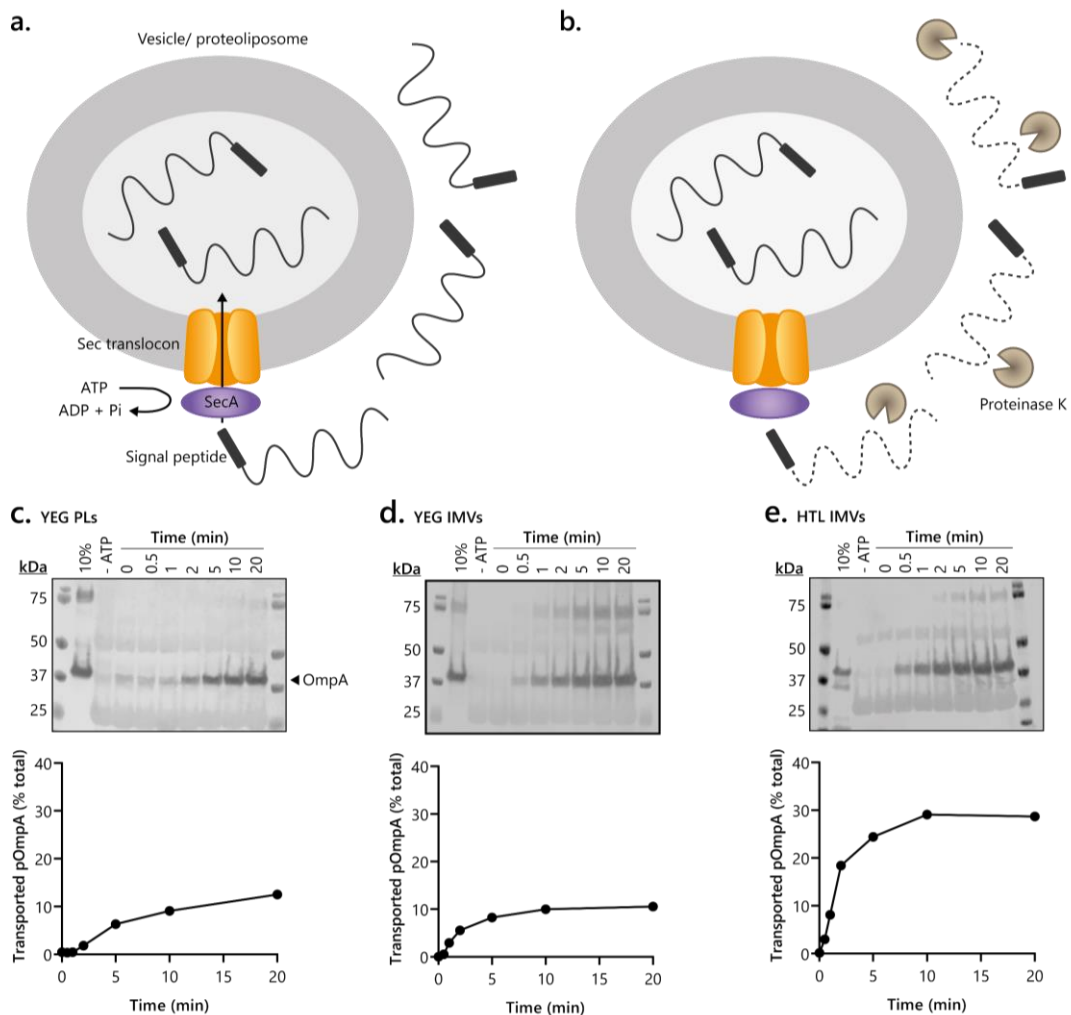 a.
Vesicle/ proteoliposome
Sec translocon
ATP
ADP + Pi
SecA
Signal peptide
b.
Proteinase K
c. YEG PLs
Time (min)
kDa
10%
- ATP
0
0.5
1
2
5
10
20
75
50
37
25
OmpA
d. YEG IMVs
Time (min)
kDa
10%
- ATP
0
0.5
1
2
5
10
20
75
50
37
25
e. HTL IMVs
Time (min)
kDa
10%
- ATP
0
0.5
1
2
5
10
20
75
50
37
25
Transported pOmpA (% total)
40
30
20
10
0
0 5 10 15 20
Time (min)
Transported pOmpA (% total)
40
30
20
10
0
0 5 10 15 20
Time (min)
Transported pOmpA (% total)
40
30
20
10
0
0 5 10 15 20
Time (min)